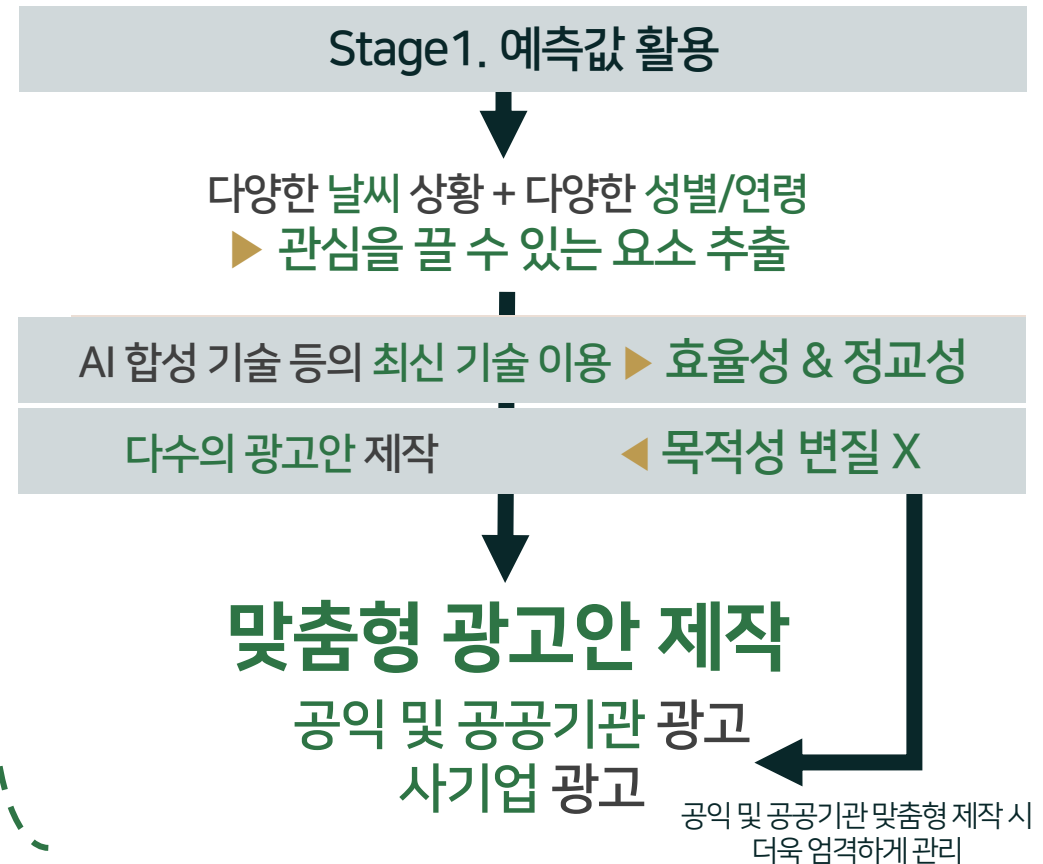 Stage1. 예측값 활용
다양한 날씨 상황 + 다양한 성별/연령
▶ 관심을 끌 수 있는 요소 추출
AI 합성 기술 등의 최신 기술 이용 ▶ 효율성 & 정교성
다수의 광고안 제작 ◀ 목적성 변질 X
맞춤형 광고안 제작
공익 및 공공기관 광고
사기업 광고
공익 및 공공기관 맞춤형 제작 시
더욱 엄격하게 관리